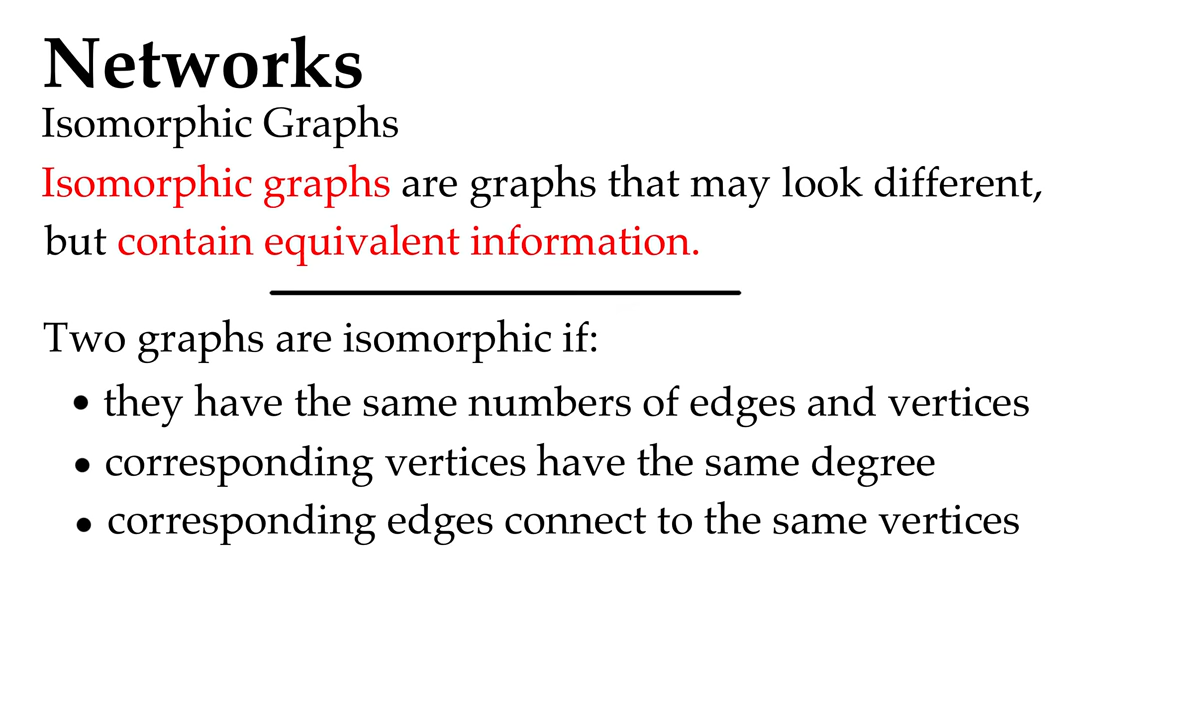 Networks
Isomorphic Graphs
Isomorphic graphs are graphs that may look different,
but contain equivalent information.
Two graphs are isomorphic if:
• they have the same numbers of edges and vertices
• corresponding vertices have the same degree
• corresponding edges connect to the same vertices